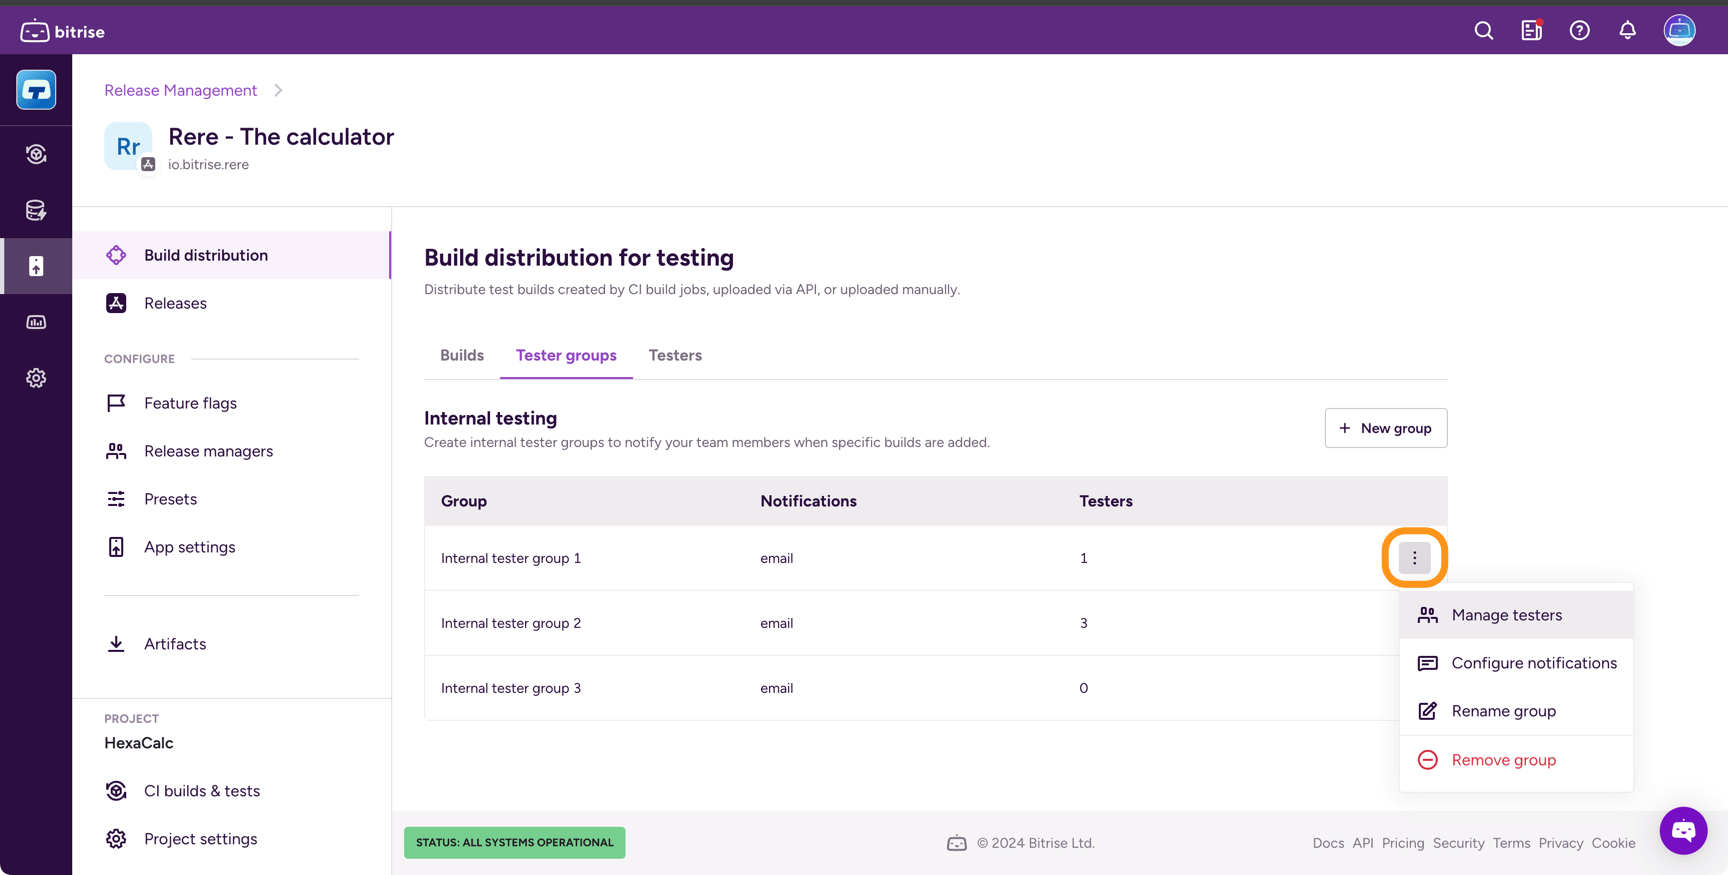 bitrise
Release Management
Rr
Rere - The calculator
io.bitrise.rere
Build distribution
Releases
CONFIGURE
Feature flags
Release managers
Presets
App settings
Artifacts
PROJECT
HexaCalc
CI builds & tests
Project settings
Build distribution for testing
Distribute test builds created by CI build jobs, uploaded via API, or uploaded manually.
Builds Tester groups Testers
Internal testing
Create internal tester groups to notify your team members when specific builds are added.
+ New group
Group Notifications Testers
Internal tester group 1 email 1
Internal tester group 2 email 3
Internal tester group 3 email 0
Manage testers
Configure notifications
Rename group
Remove group
STATUS: ALL SYSTEMS OPERATIONAL
© 2024 Bitrise Ltd.
Docs API Pricing Security Terms Privacy Cookie